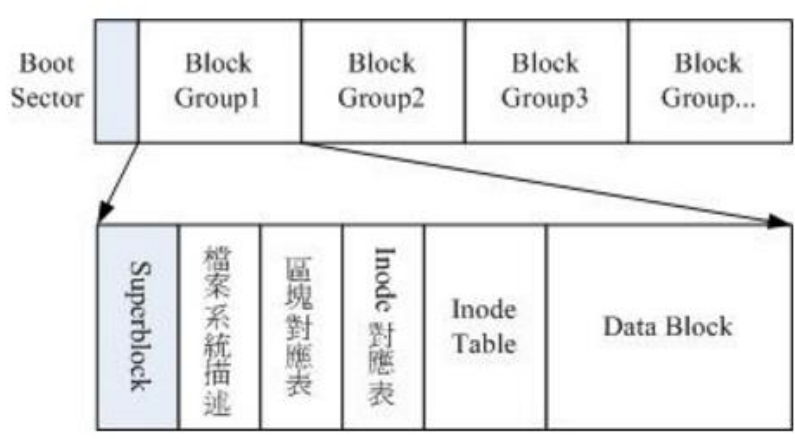 Boot
Sector
Block
Group1
Block
Group2
Block
Group3
Block
Group...
Superblock
檔案系統描述
區塊對應表
Inode 對應表
Inode
Table
Data Block